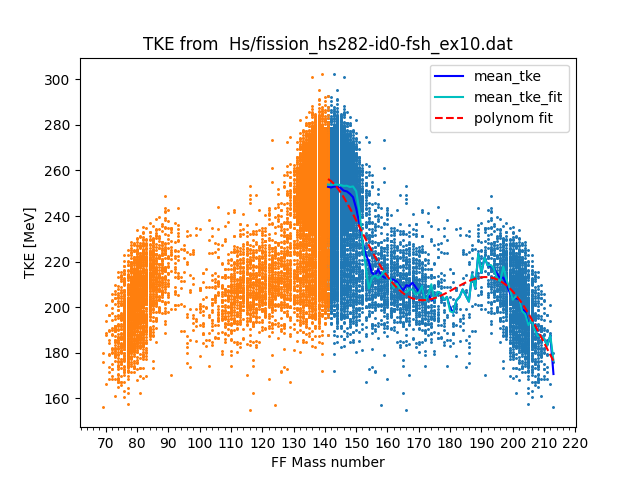 TKE from  Hs/fission_hs282-id0-fsh_ex10.dat
mean_tke
mean_tke_fit
polynom fit
TKE [MeV]
300
280
260
240
220
200
180
160
70 80 90 100 110 120 130 140 150 160 170 180 190 200 210 220
FF Mass number